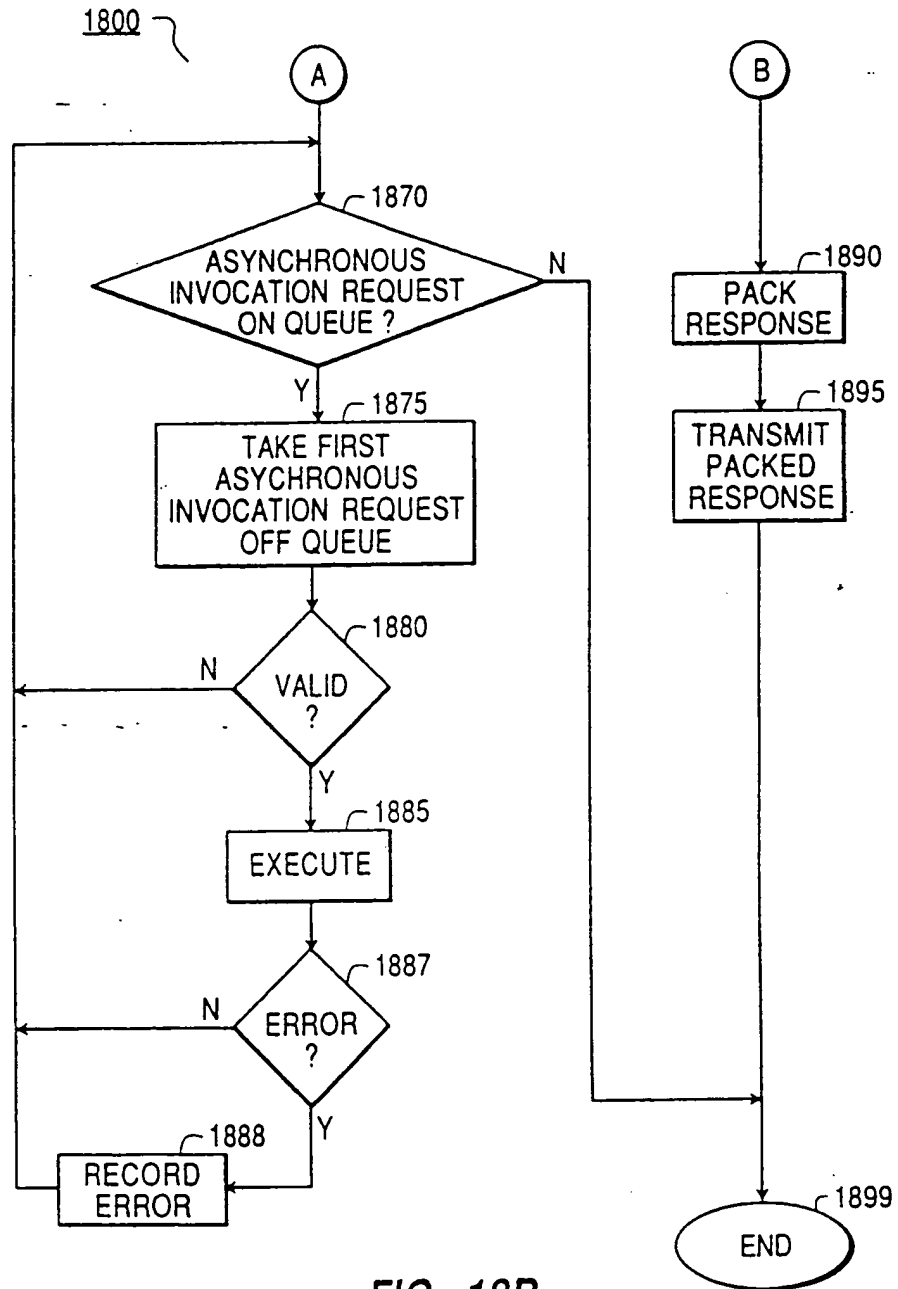 1800
A
B
1870
ASYNCHRONOUS
INVOCATION REQUEST
ON QUEUE ?
N
Y
1875
TAKE FIRST
ASYCHRONOUS
INVOCATION REQUEST
OFF QUEUE
1880
VALID
?
N
Y
1885
EXECUTE
1887
ERROR
?
N
Y
1888
RECORD
ERROR
1890
PACK
RESPONSE
1895
TRANSMIT
PACKED
RESPONSE
1899
END